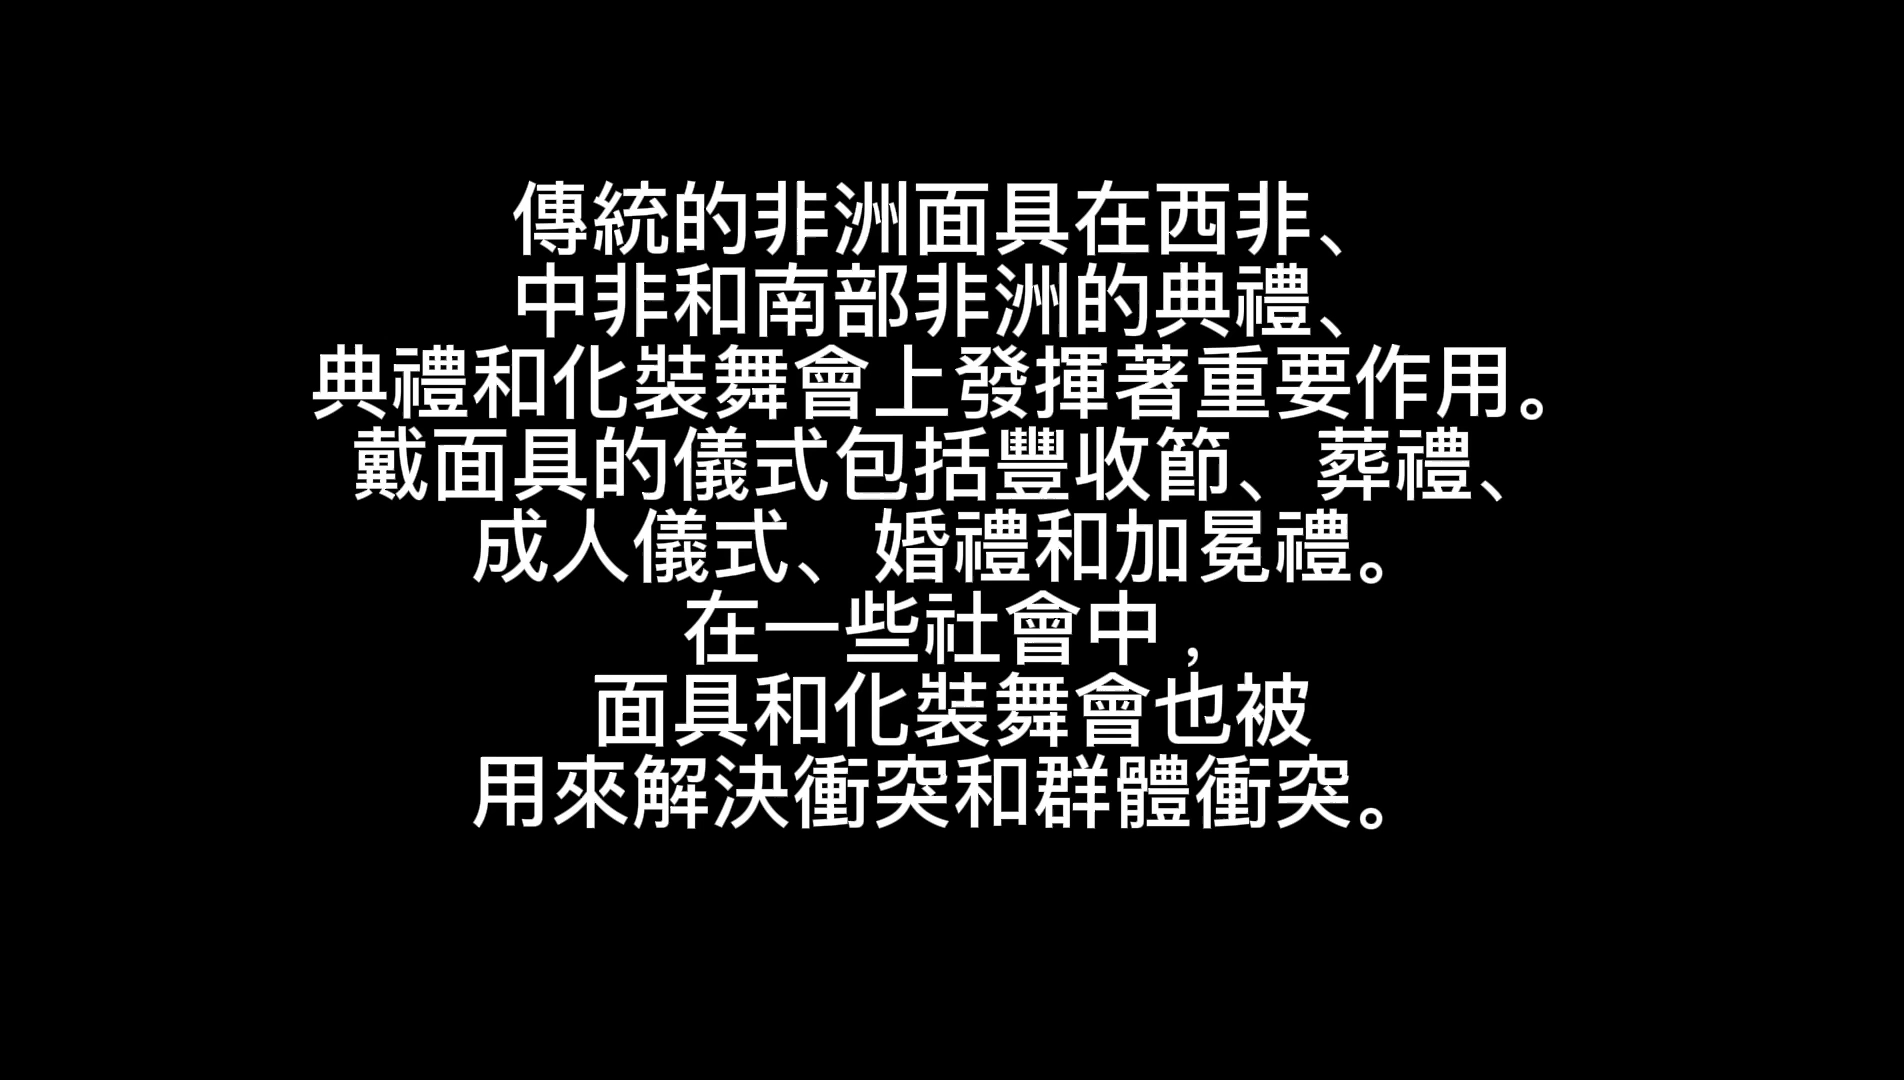 傳統的非洲面具在西非、
中非和南部非洲的典禮、
典禮和化裝舞會上發揮著重要作用。
戴面具的儀式包括豐收節、葬禮、
成人儀式、婚禮和加冕禮。
在一些社會中，
面具和化裝舞會也被
用來解決衝突和群體衝突。